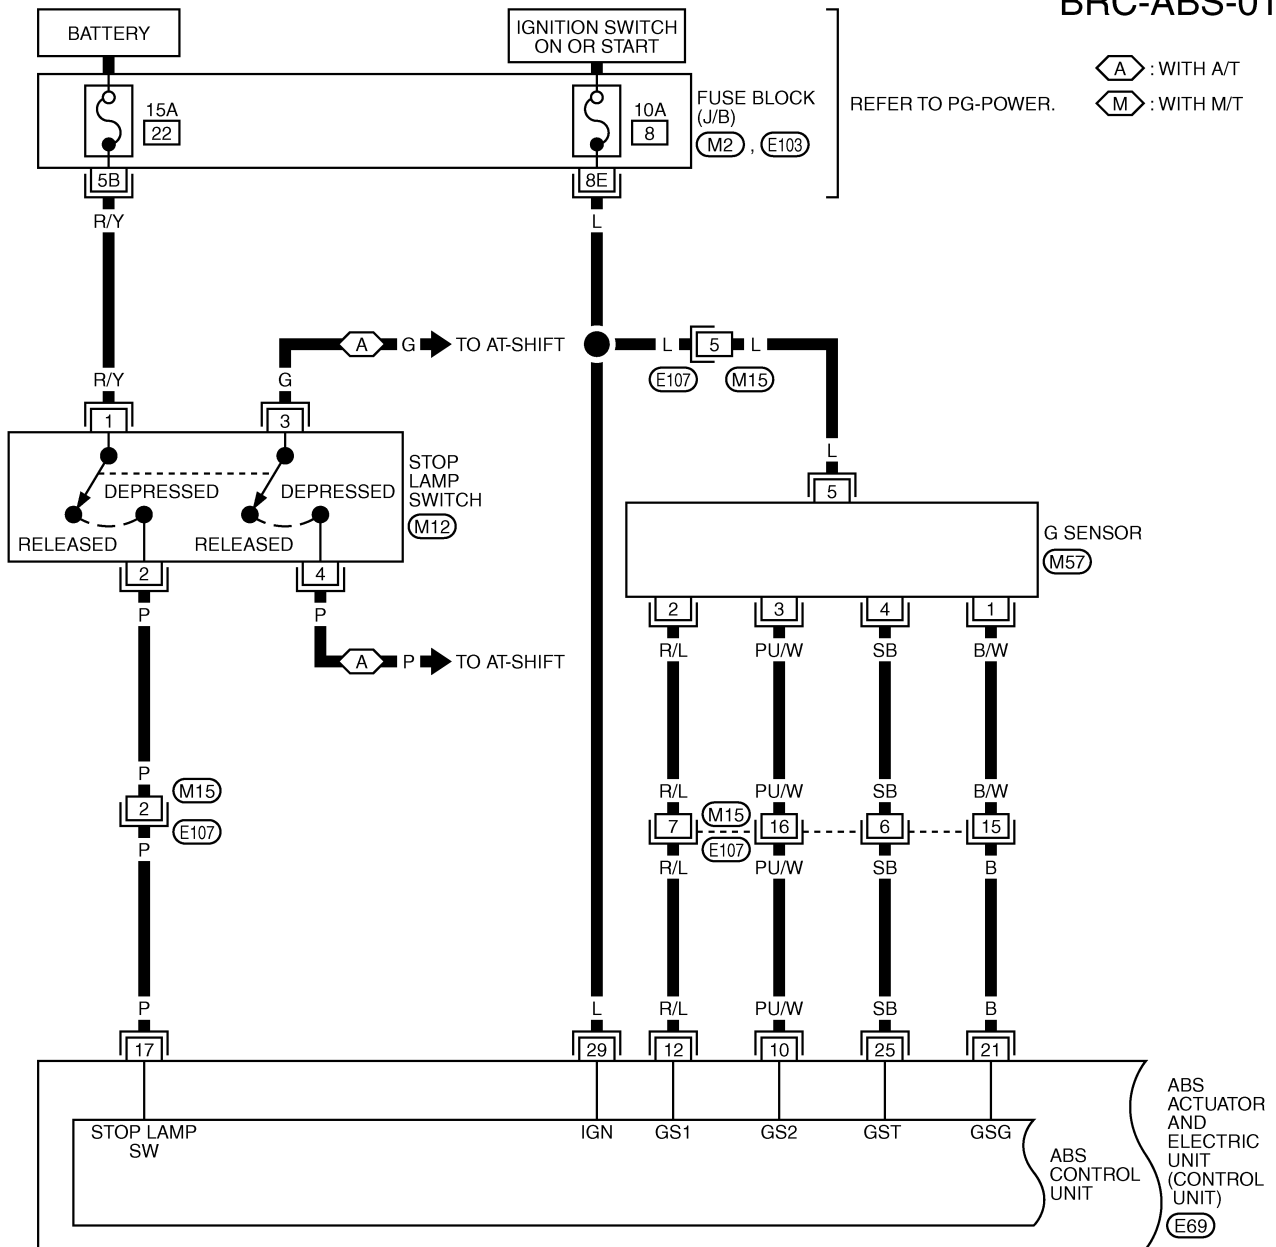 BRC-ABS-01
BATTERY
IGNITION SWITCH
ON OR START
A : WITH A/T
M : WITH M/T
15A
22
10A
8
FUSE BLOCK
(J/B)
M2 , E103
REFER TO PG-POWER.
5B
8E
R/Y
L
A G TO AT-SHIFT
L 5 L
E107 M15
R/Y
G
1
3
L
5
DEPRESSED
DEPRESSED
RELEASED
RELEASED
STOP
LAMP
SWITCH
M12
G SENSOR
M57
2
4
P
P
A P TO AT-SHIFT
2
3
4
1
R/L
PU/W
SB
B/W
P
M15
2
E107
P
R/L
PU/W
SB
B/W
M15
7
16
6
15
E107
R/L
PU/W
SB
B
P
L
R/L
PU/W
SB
B
17
29
12
10
25
21
STOP LAMP
SW
IGN
GS1
GS2
GST
GSG
ABS
CONTROL
UNIT
ABS
ACTUATOR
AND
ELECTRIC
UNIT
(CONTROL
UNIT)
E69